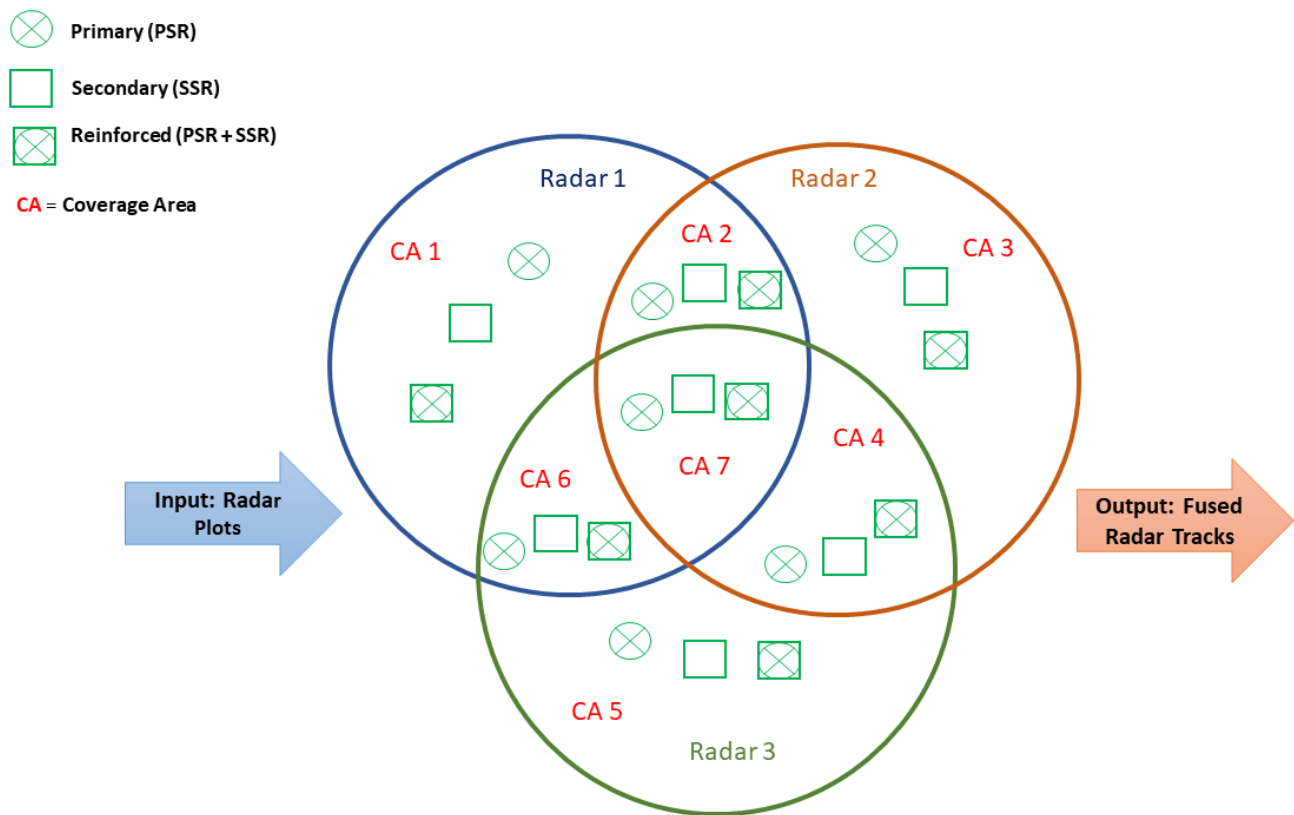 Primary (PSR)
Secondary (SSR)
Reinforced (PSR + SSR)
CA = Coverage Area
Radar 1
Radar 2
CA 1
CA 2
CA 3
CA 4
CA 7
CA 6
Input: Radar
Plots
Output: Fused
Radar Tracks
CA 5
Radar 3